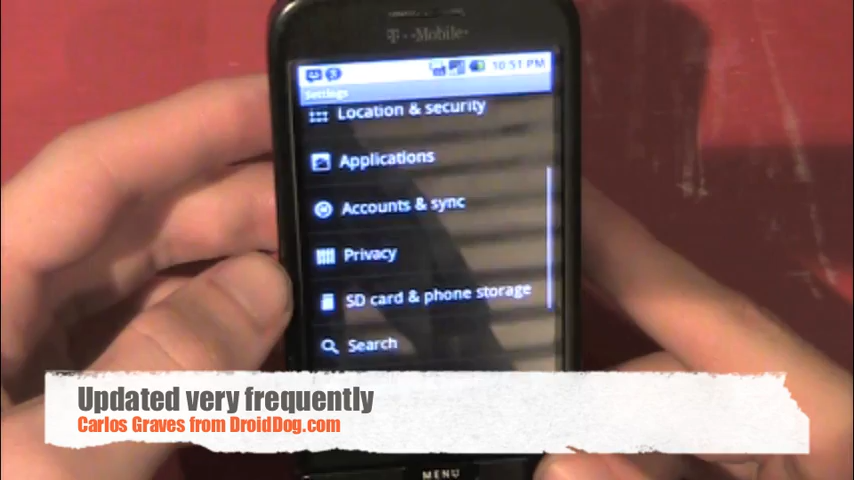 T··Mobile·
10:51 PM
Settings
Location & security
Applications
Accounts & sync
Privacy
SD card & phone storage
Search
Updated very frequently
Carlos Graves from DroidDog.com
MENU